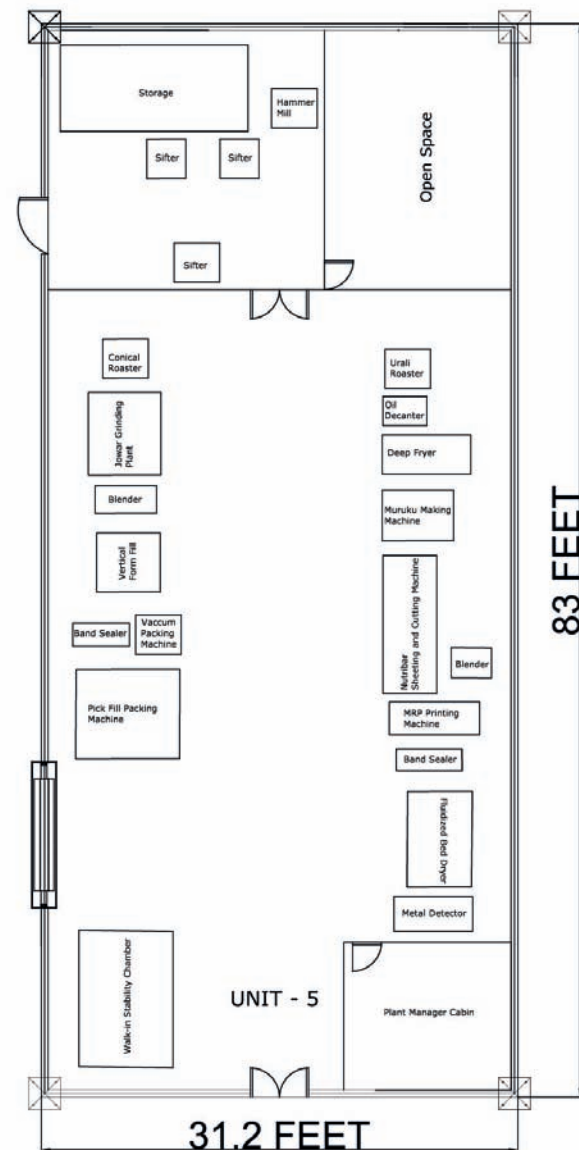 Storage
Hammer
Mill
Sifter
Sifter
Sifter
Open Space
Conical
Roaster
Urali
Roaster
Jowar Grinding
Plant
Oil
Decanter
Deep Fryer
Blender
Muruku Making
Machine
Vertical
Form Fill
Nutribar
Sheeting and Cutting Machine
Band Sealer
Vaccum
Packing
Machine
Blender
Pick Fill Packing
Machine
MRP Printing
Machine
Band Sealer
Fluidized Bed Dryer
Metal Detector
Walk-in Stability Chamber
UNIT - 5
Plant Manager Cabin
83 FEET
31.2 FEET